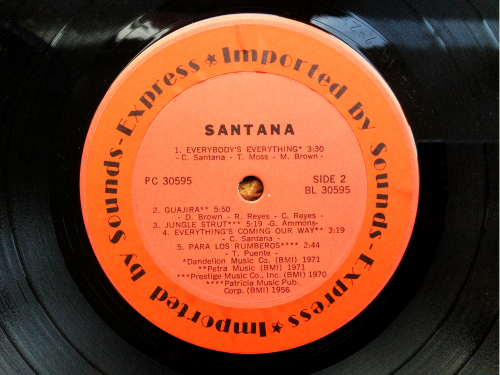 Imported by Sounds-Express * Imported by Sounds-Express *
SANTANA
1. EVERYBODY'S EVERYTHING* 3:30
- C. Santana - T. Moss - M. Brown -
PC 30595
SIDE 2
BL 30595
2. GUAJIRA** 5:50
- D. Brown - R. Reyes - C. Reyes -
3. JUNGLE STRUT*** 5:19 -G. Ammons-
4. EVERYTHING'S COMING OUR WAY** 3:19
- C. Santana -
5. PARA LOS RUMBEROS**** 2:44
- T. Puente -
*Dandelion Music Co. (BMI) 1971
**Petra Music (BMI) 1971
***Prestige Music Co., Inc (BMI) 1970
****Patricia Music Pub.
Corp. (BMI) 1956